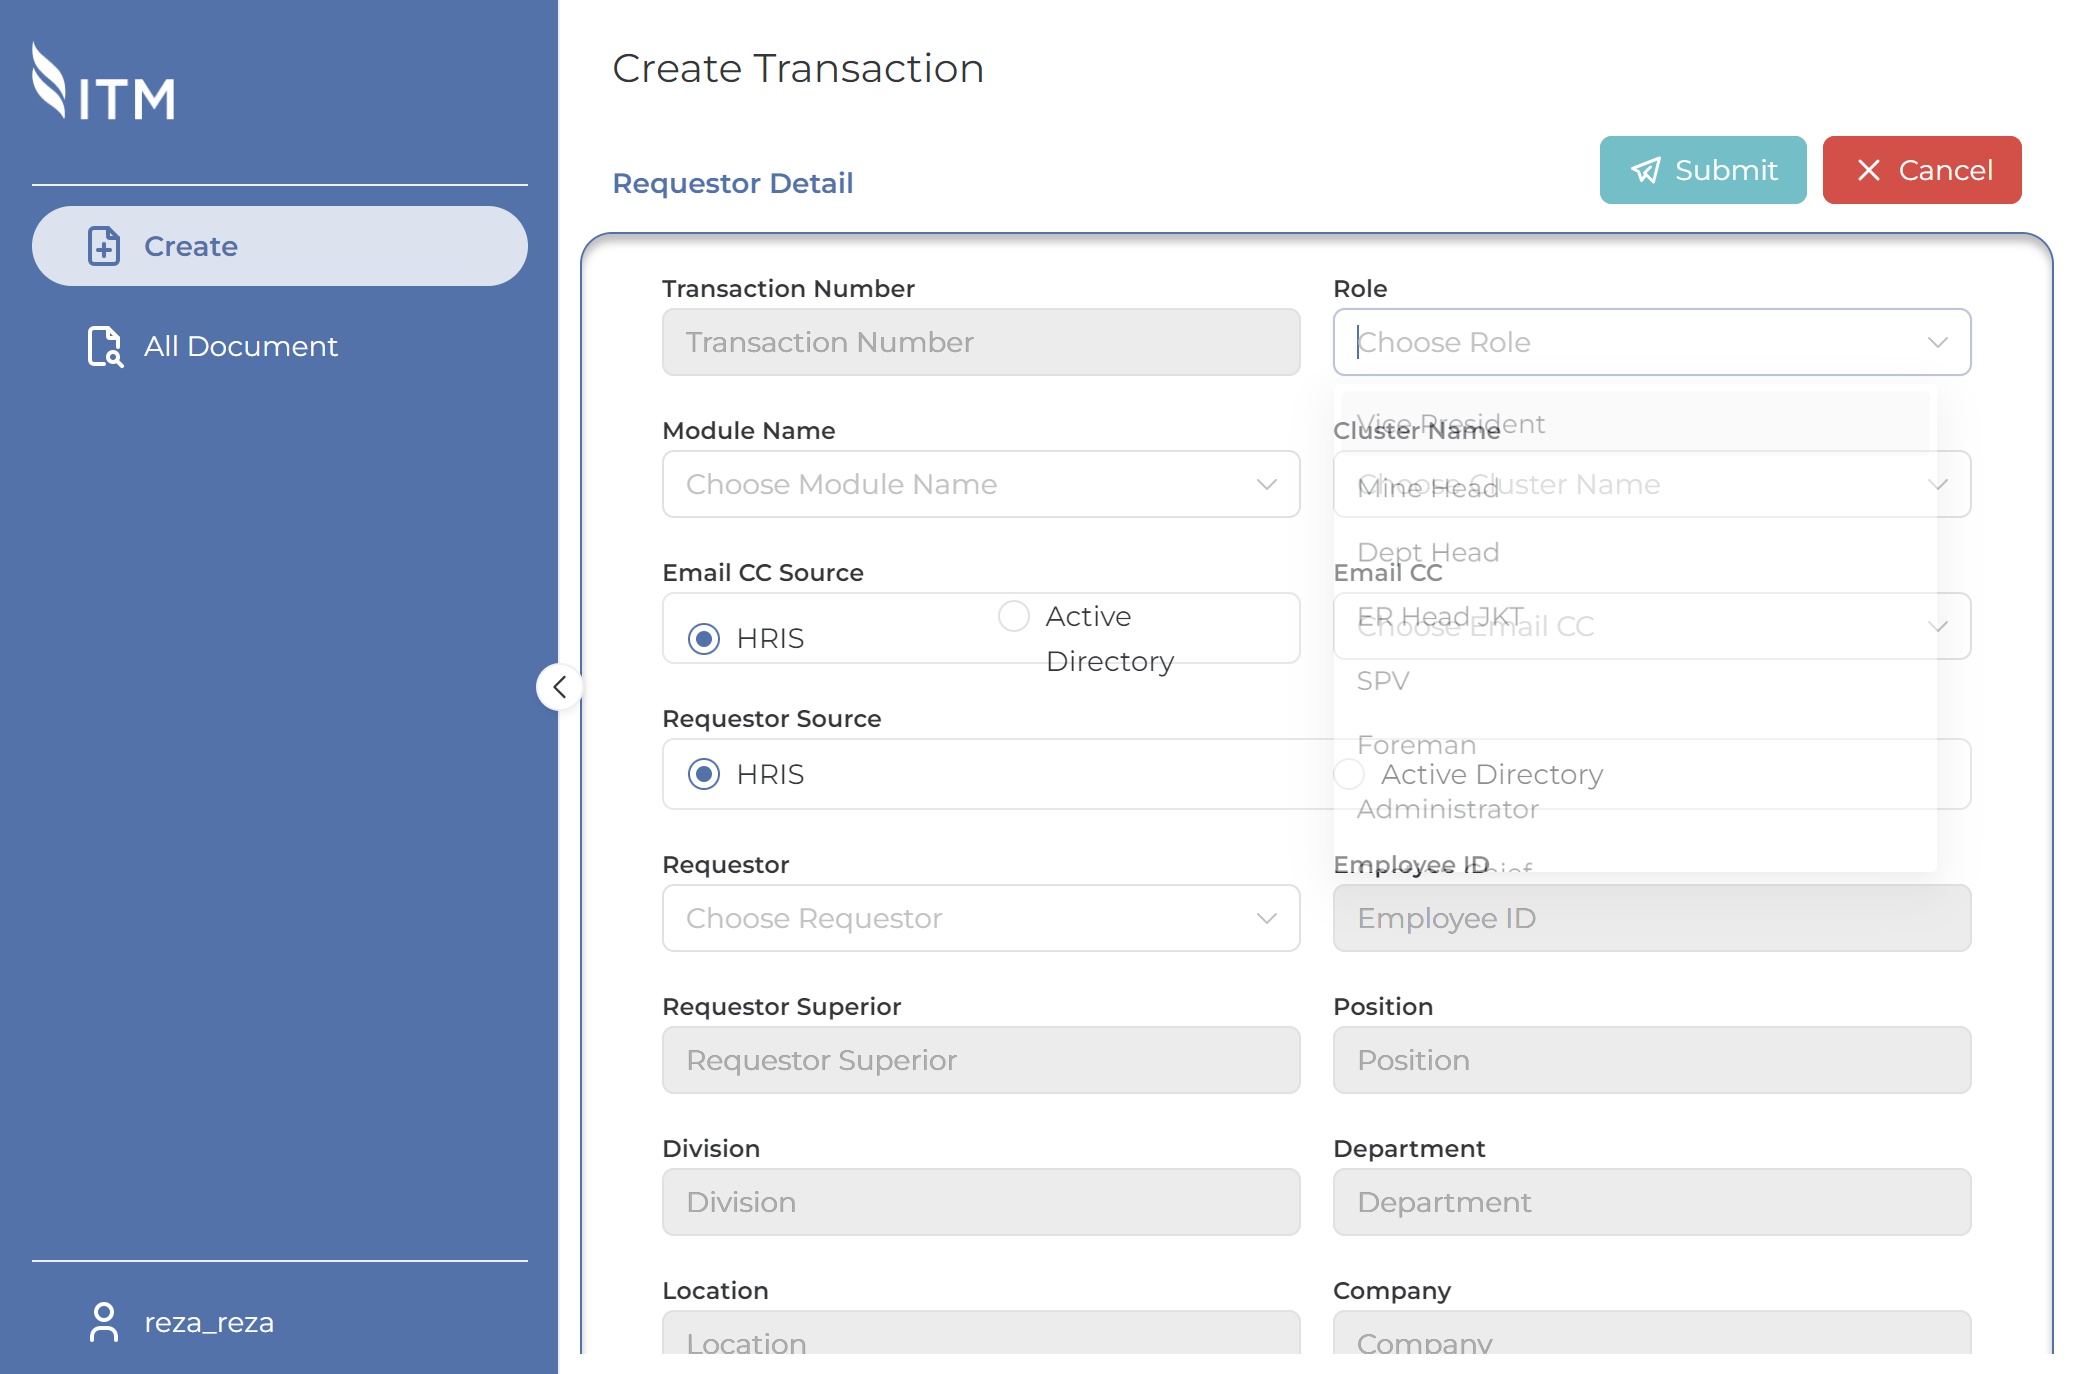 ITM
Create
All Document
reza_reza
Create Transaction
Requestor Detail
Submit
Cancel
Transaction Number
Transaction Number
Role
Choose Role
Vice President
Mine Head
Dept Head
ER Head JKT
SPV
Foreman
Administrator
Module Name
Choose Module Name
Cluster Name
Choose Cluster Name
Email CC Source
HRIS
Active
Directory
Email CC
Choose Email CC
Requestor Source
HRIS
Active Directory
Requestor
Choose Requestor
Employee ID
Employee ID
Requestor Superior
Requestor Superior
Position
Position
Division
Division
Department
Department
Location
Location
Company
Company